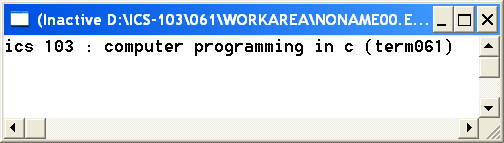 (Inactive D:\ICS-103\061\WORKAREA\NONAME00.E...
ics 103 : computer programming in c (term061)